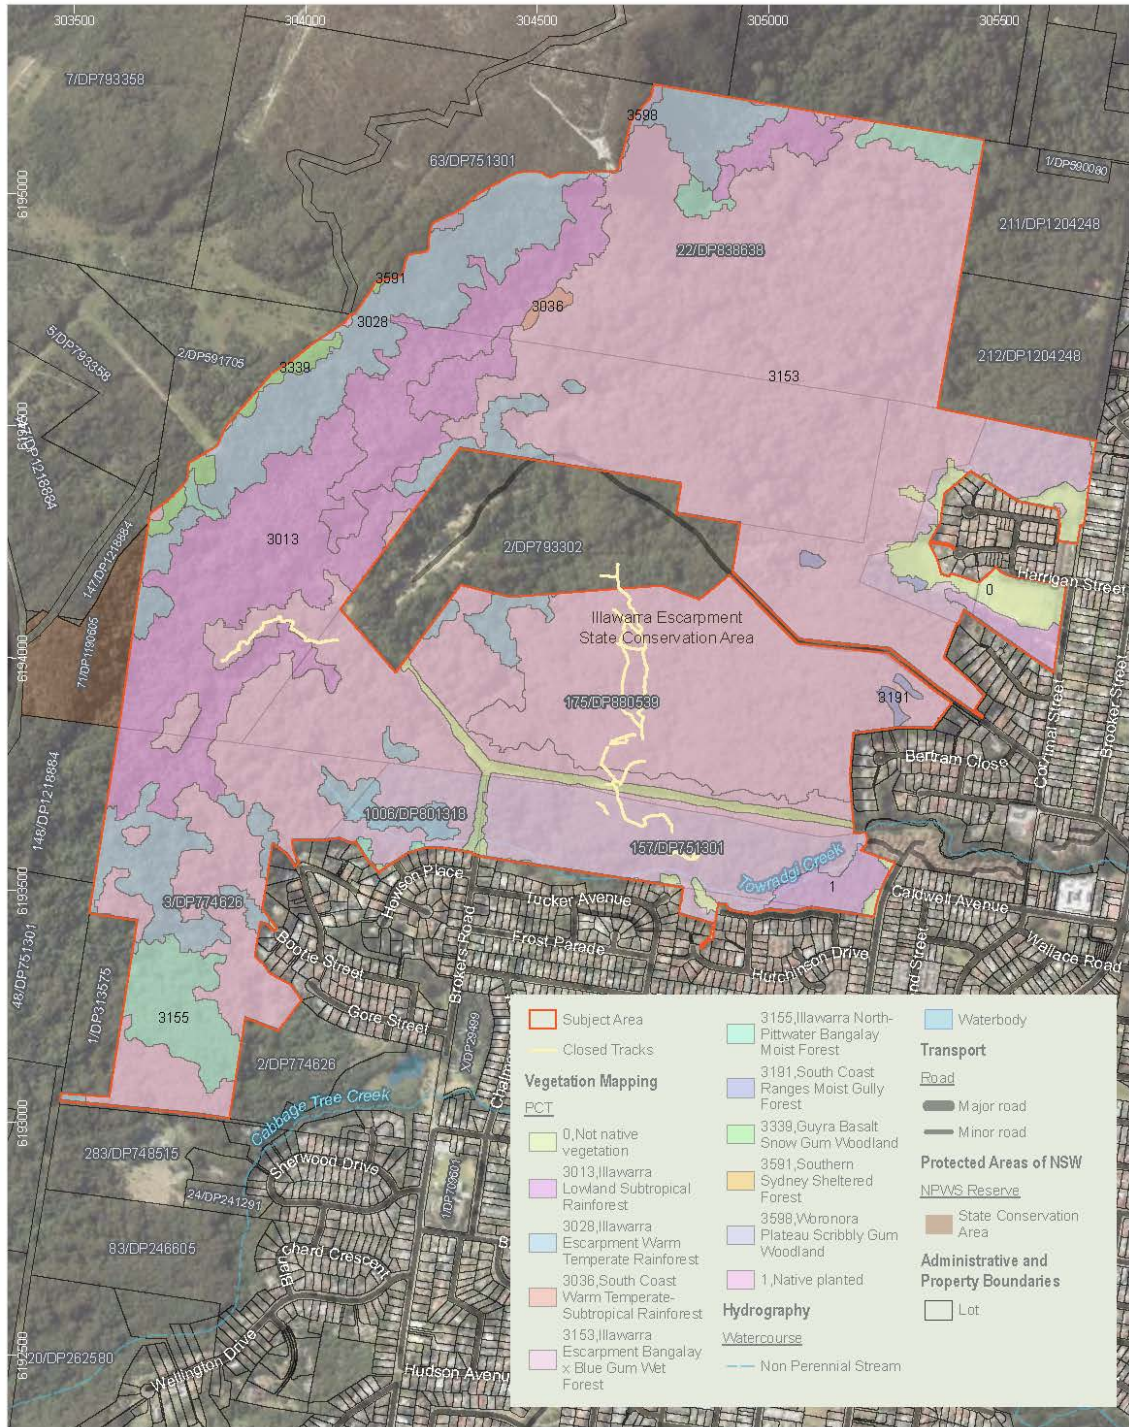 303500
304000
304500
305000
305500
7/DP793358
3598
63/DP751301
1/DP590080
6195000
211/DP1204248
22/DP838638
3591
3036
3028
5/DP793358
2/DP591705
3339
212/DP1204248
3153
6194500
3013
2/DP793302
147/DP1218884
Harrigan Street
0
Illawarra Escarpment
State Conservation Area
71/DP1190605
6194000
175/DP880539
3191
Brooker Street
Corrimal Street
Bertram Close
148/DP1218884
1006/DP801318
157/DP751301
Towradgi Creek
1
6193500
Howson Place
Tucker Avenue
Caldwell Avenue
3/DP774626
Brokers Road
Frost Parade
Wallace Road
Bootie Street
Hutchinson Drive
48/DP751301
1/DP313575
3155
Gore Street
X/DP29499
2/DP774626
6193000
Cabbage Tree Creek
283/DP748515
Sherwood Drive
24/DP241291
1/DP709601
83/DP246605
20/DP262580
Wellington Drive
Hudson Avenu
6192500
Subject Area
Closed Tracks
Vegetation Mapping
PCT
0,Not native
vegetation
3013,Illawarra
Lowland Subtropical
Rainforest
3028,Illawarra
Escarpment Warm
Temperate Rainforest
3036,South Coast
Warm Temperate-
Subtropical Rainforest
3153,Illawarra
Escarpment Bangalay
x Blue Gum Wet
Forest
3155,Illawarra North-
Pittwater Bangalay
Moist Forest
3191,South Coast
Ranges Moist Gully
Forest
3339,Guyra Basalt
Snow Gum Woodland
3591,Southern
Sydney Sheltered
Forest
3598,Woronora
Plateau Scribbly Gum
Woodland
1,Native planted
Hydrography
Watercourse
Non Perennial Stream
Waterbody
Transport
Road
Major road
Minor road
Protected Areas of NSW
NPWS Reserve
State Conservation
Area
Administrative and
Property Boundaries
Lot